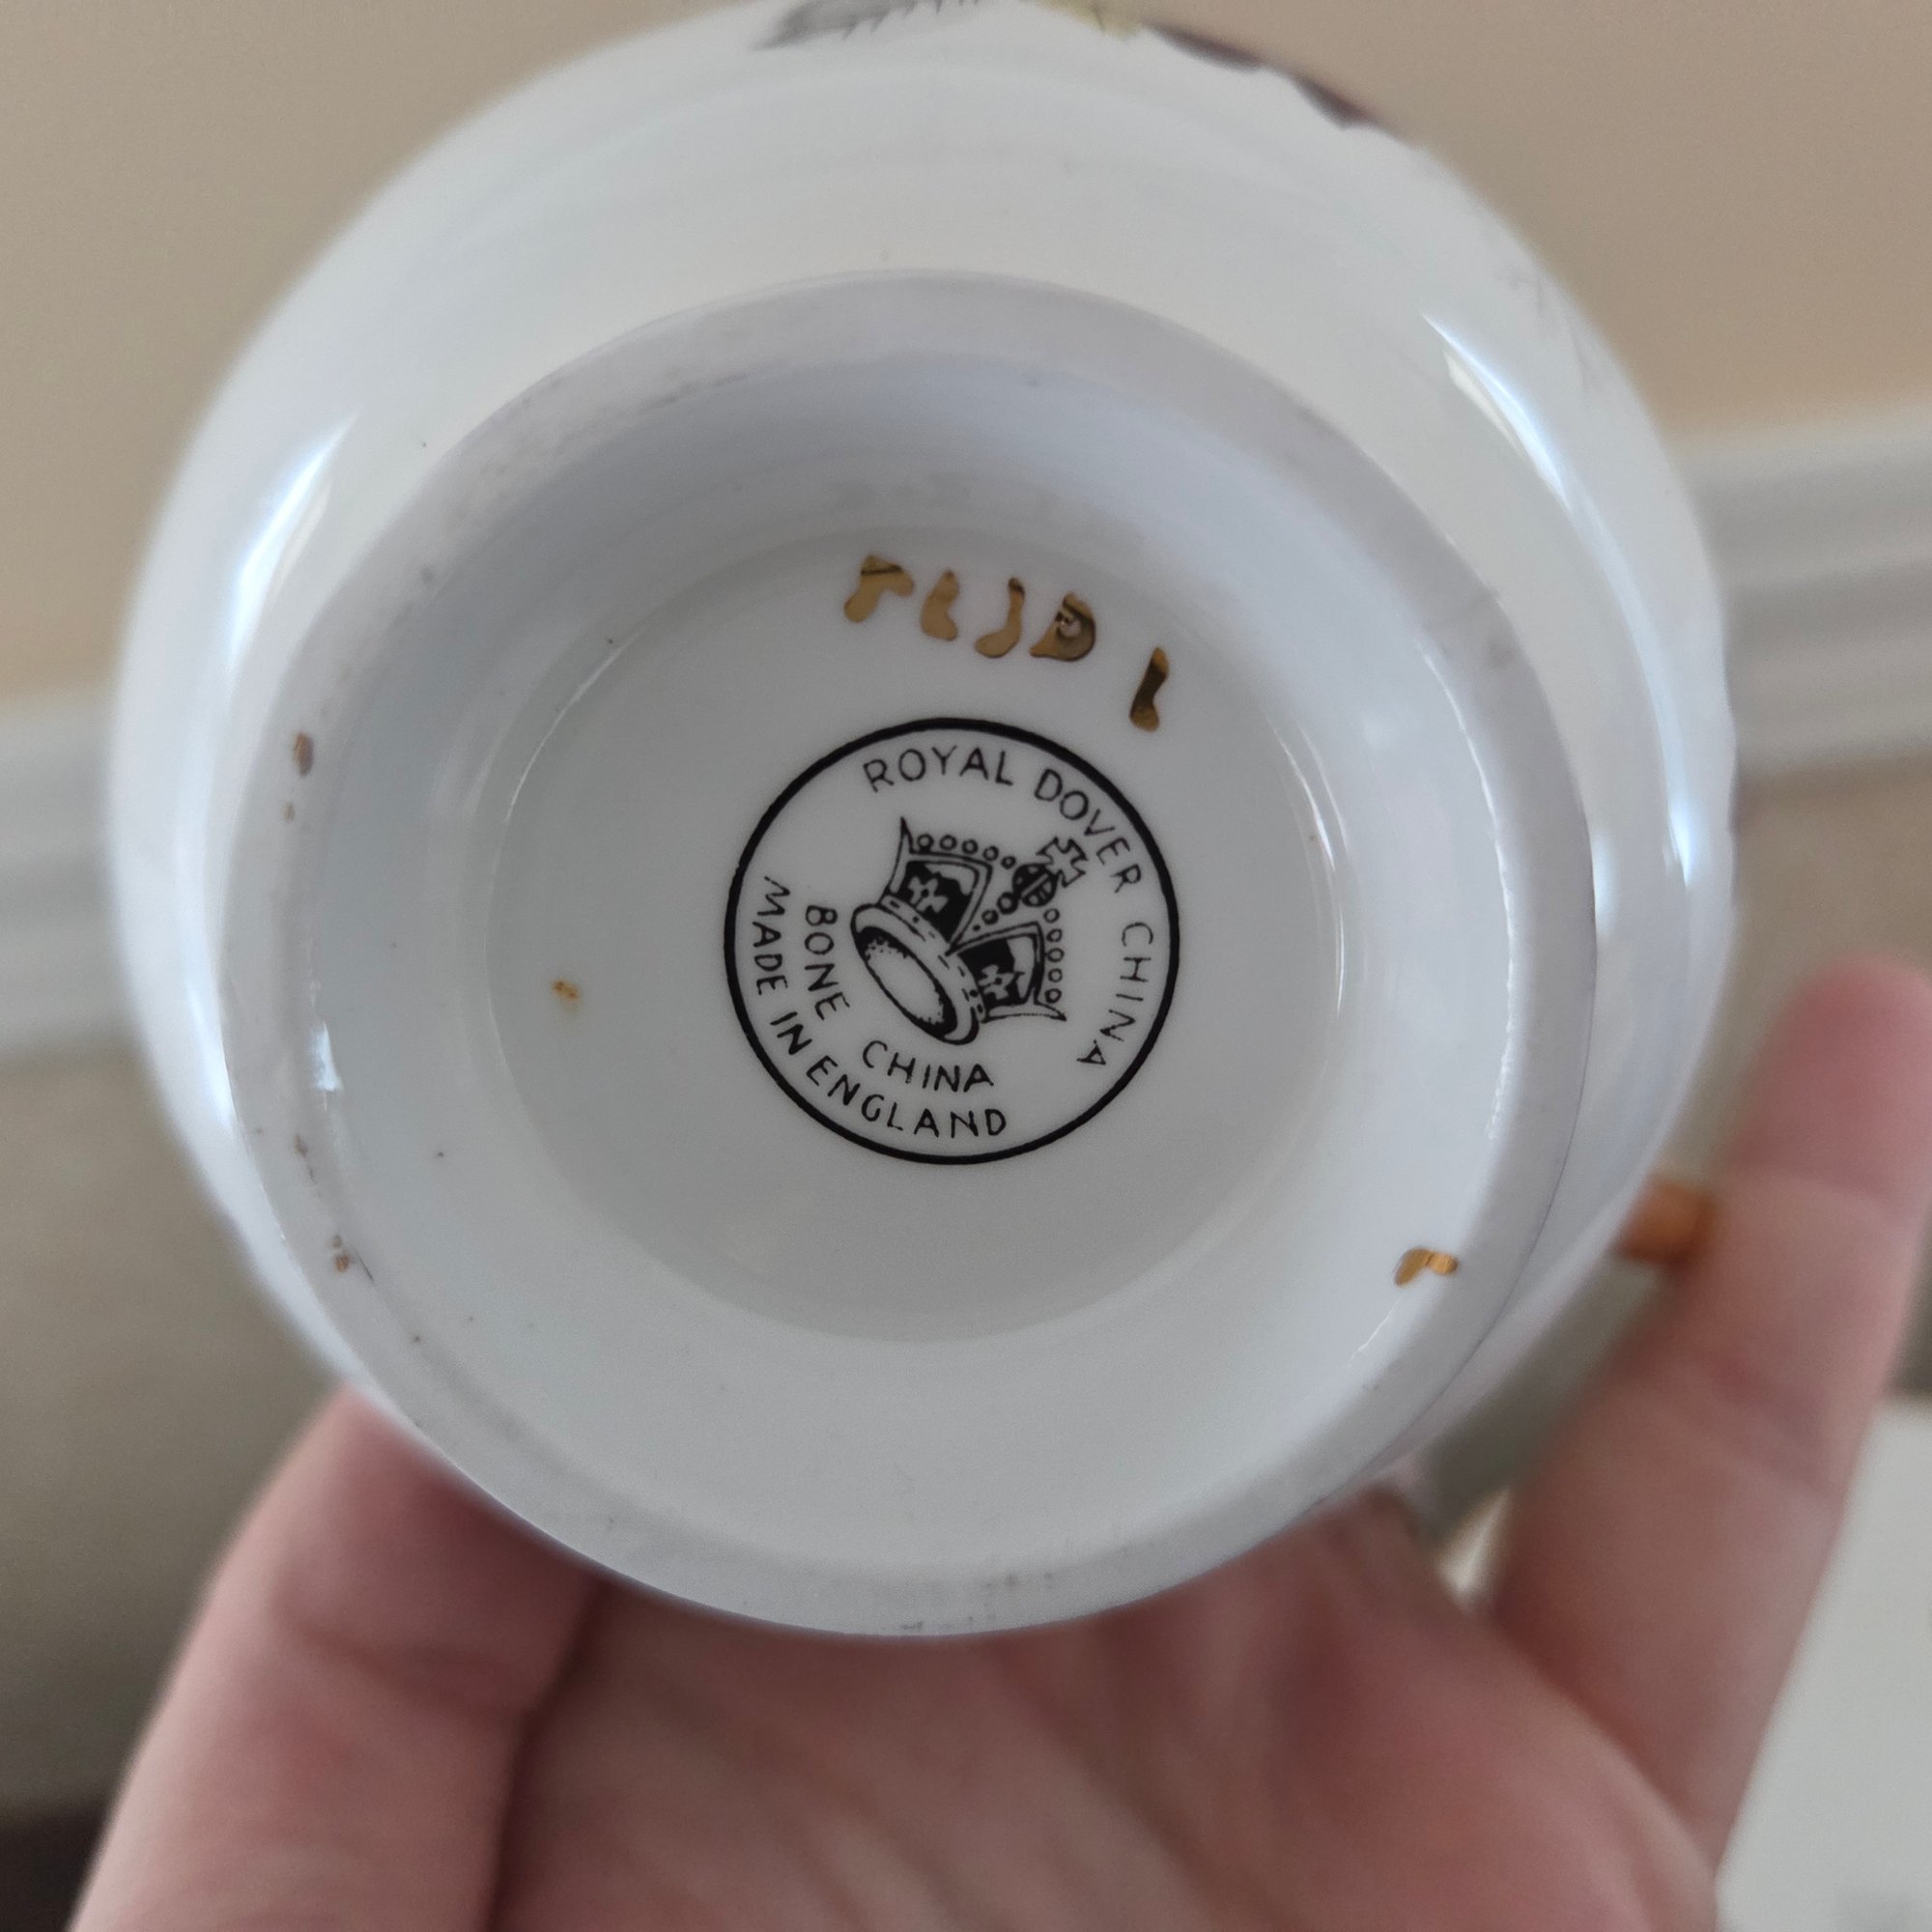 ROYAL DOVER CHINA
BONE CHINA
MADE IN ENGLAND